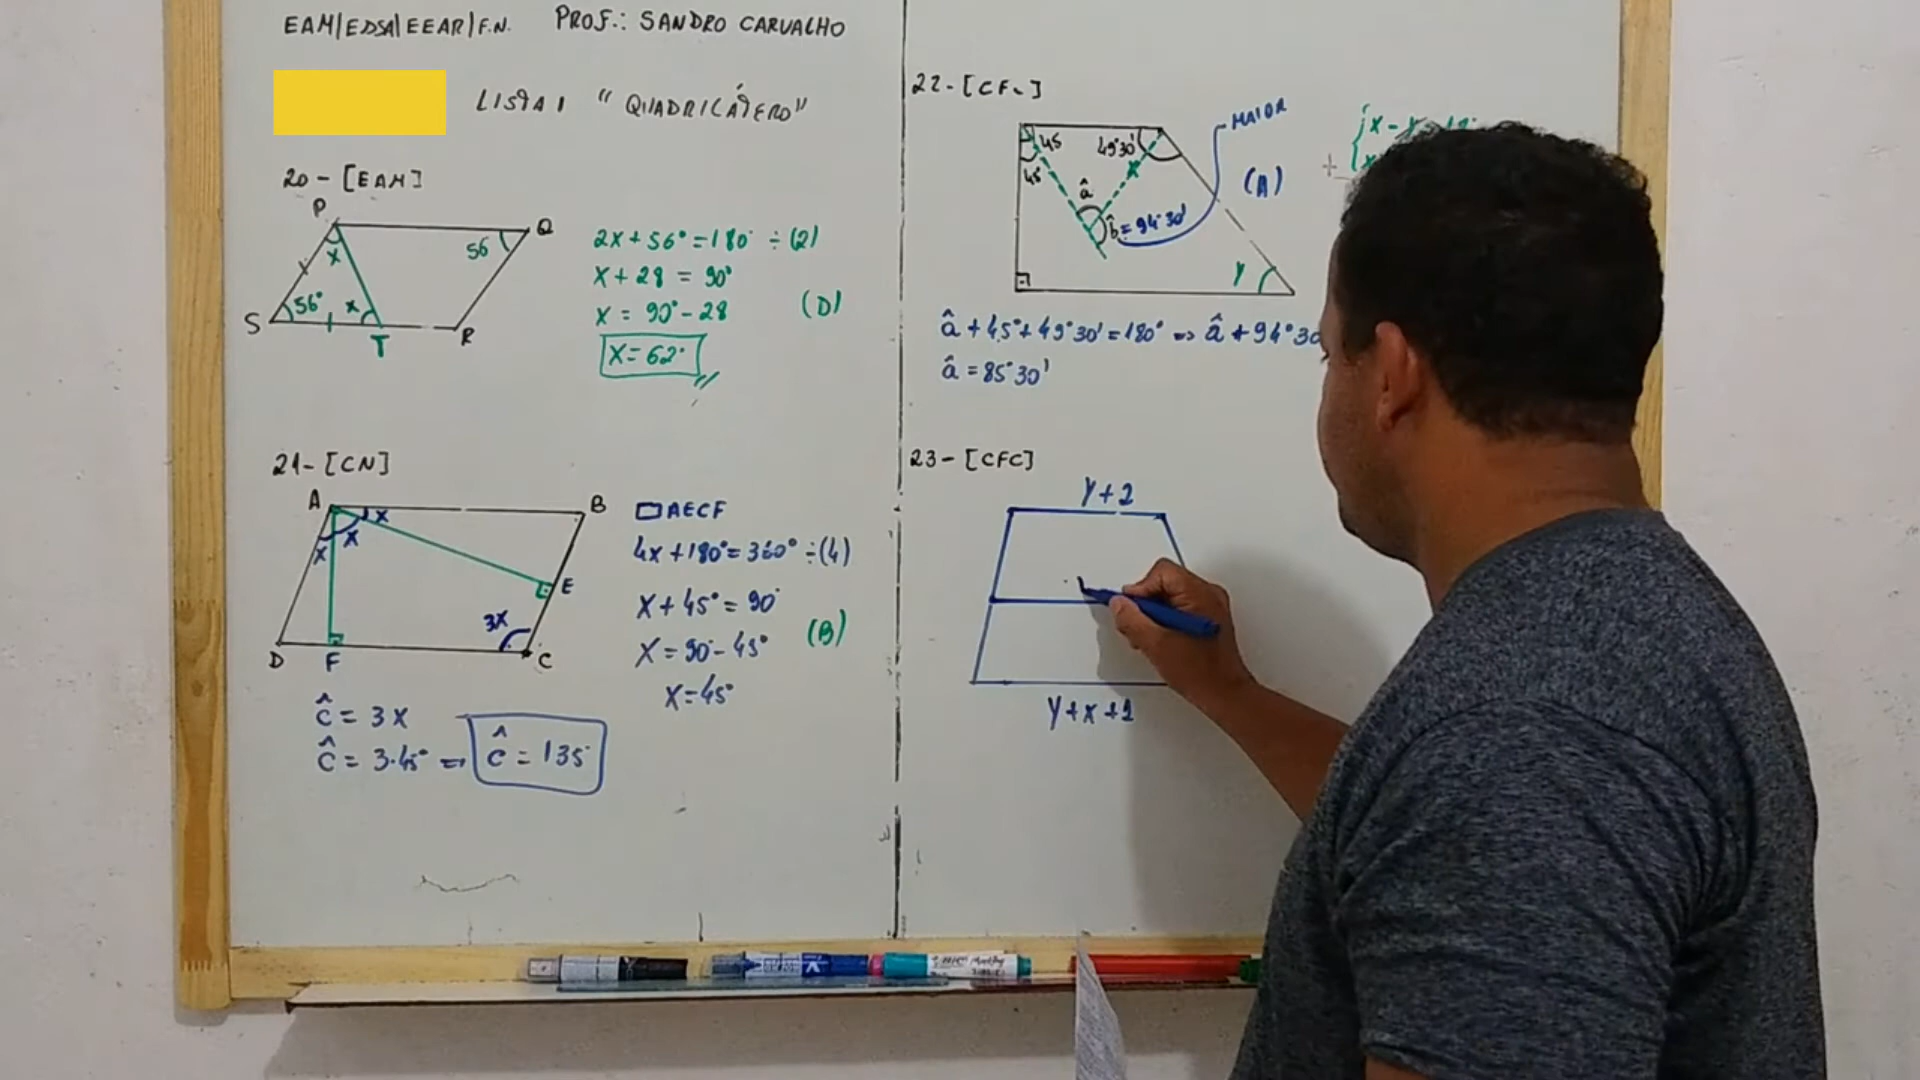 EAM/EDSA/EEAR/F.N. PROF.: SANDRO CARVALHO
LISTA 1 "QUADRILÁTERO"
20-[EAM]
P
Q
X
56
S
56°
X
T
R
2X+56°=180° ÷(2)
X+28=90°
X=90°-28
(D)
X=62°
21-[CN]
A
X
B
X
X
E
3X
D
F
C
▭AECF
4X+180°=360° ÷(4)
X+45°=90°
(B)
X=90°-45°
X=45°
Ĉ=3X
Ĉ=3.45° ⇒ Ĉ=135°
22-[CF
MAIOR
45
49°30'
X
45
â
b̂=94°30'
(A)
Y
â+45°+49°30'=180° ⇒ â+94°30
â=85°30'
23-[CFC]
Y+2
Y+X+2